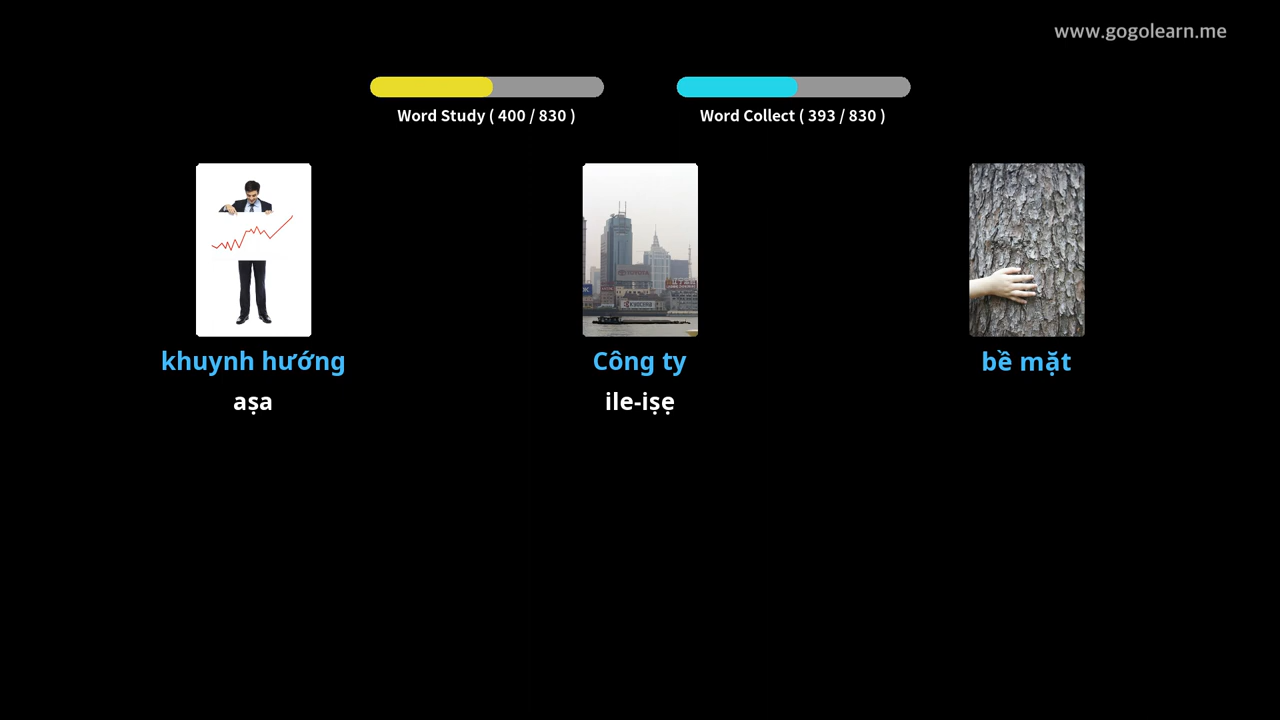 www.gogolearn.me
Word Study ( 400 / 830 )
Word Collect ( 393 / 830 )
TOYOTA
khuynh hướng
Công ty
bề mặt
aṣa
ile-iṣẹ